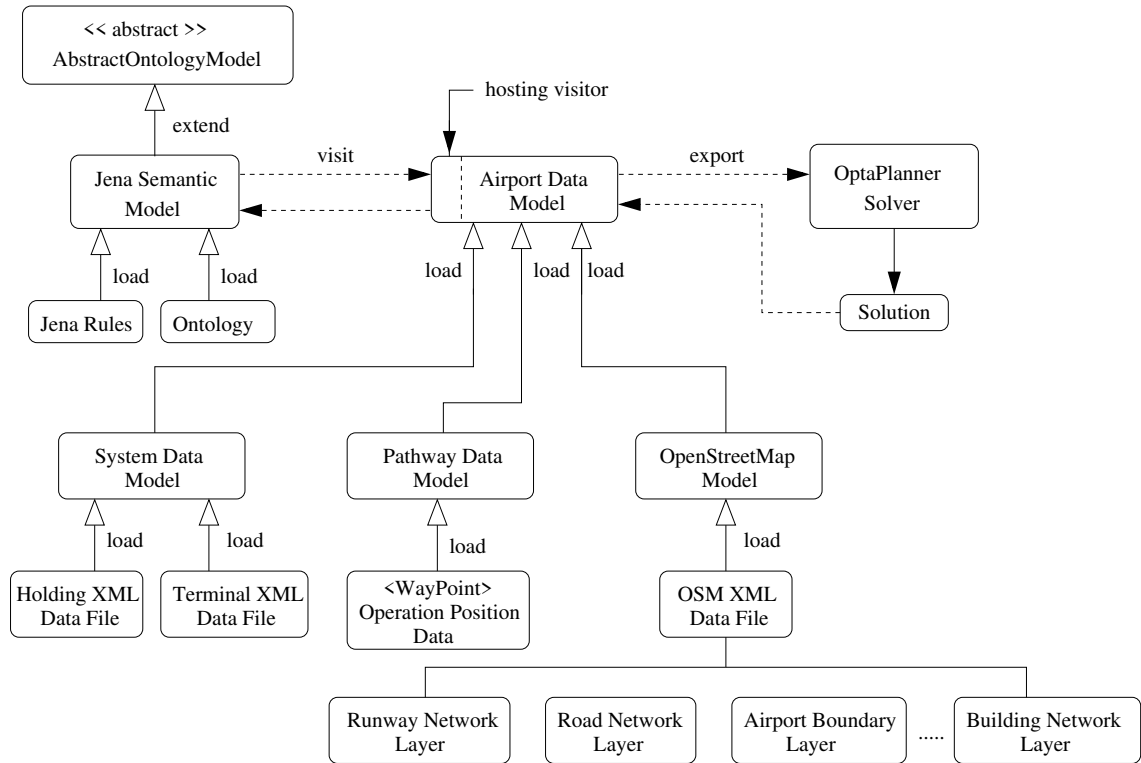 << abstract >>
AbstractOntologyModel
hosting visitor
extend
visit
export
Jena Semantic
Model
Airport Data
Model
OptaPlanner
Solver
load
load
load
load
load
Jena Rules
Ontology
Solution
System Data
Model
Pathway Data
Model
OpenStreetMap
Model
load
load
load
load
Holding XML
Data File
Terminal XML
Data File
<WayPoint>
Operation Position
Data
OSM XML
Data File
Runway Network
Layer
Road Network
Layer
Airport Boundary
Layer
.....
Building Network
Layer